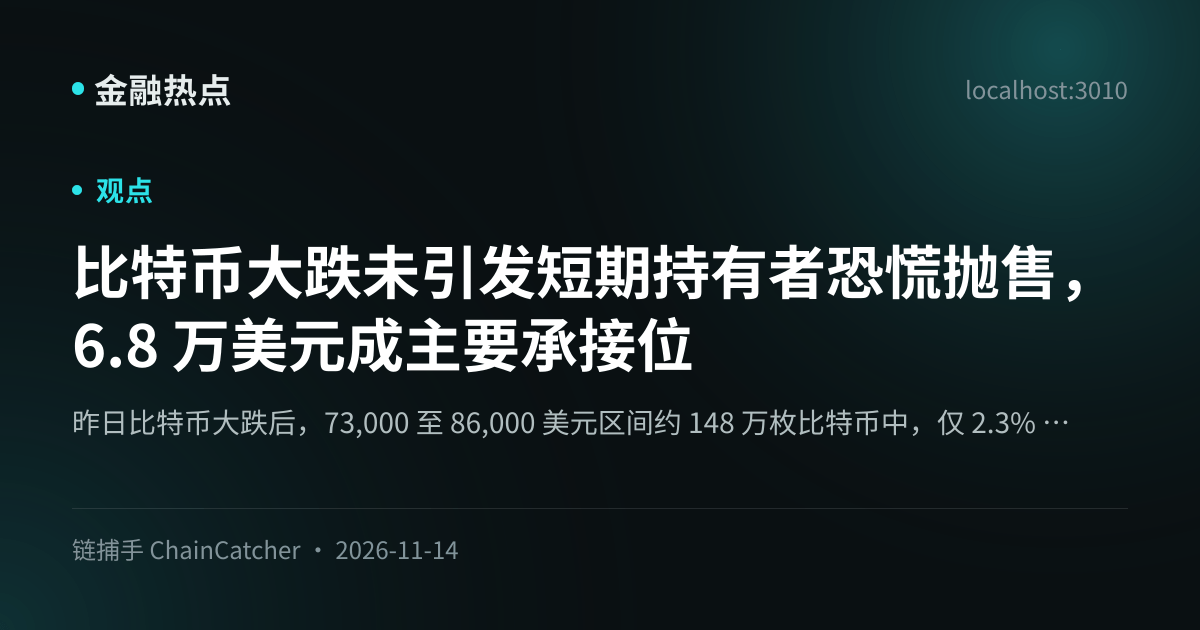 金融热点
localhost:3010
观点
比特币大跌未引发短期持有者恐慌抛售，
6.8 万美元成主要承接位
昨日比特币大跌后，73,000 至 86,000 美元区间约 148 万枚比特币中，仅 2.3% …
链捕手 ChainCatcher · 2026-11-14